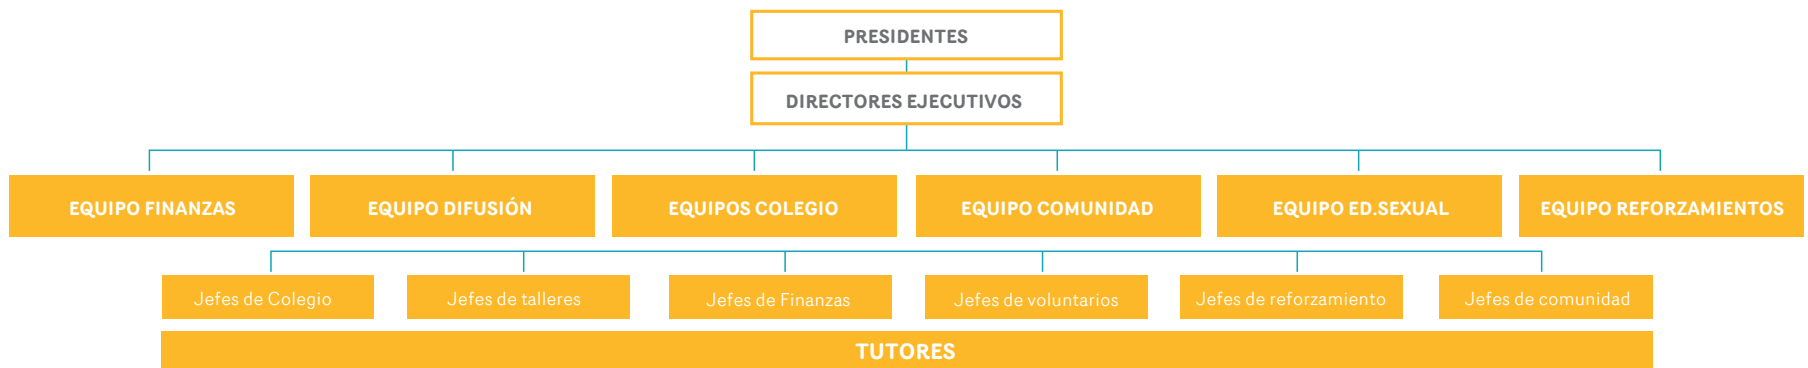 PRESIDENTES
DIRECTORES EJECUTIVOS
EQUIPO FINANZAS
EQUIPO DIFUSIÓN
EQUIPOS COLEGIO
EQUIPO COMUNIDAD
EQUIPO ED.SEXUAL
EQUIPO REFORZAMIENTOS
Jefes de Colegio
Jefes de talleres
Jefes de Finanzas
Jefes de voluntarios
Jefes de reforzamiento
Jefes de comunidad
TUTORES